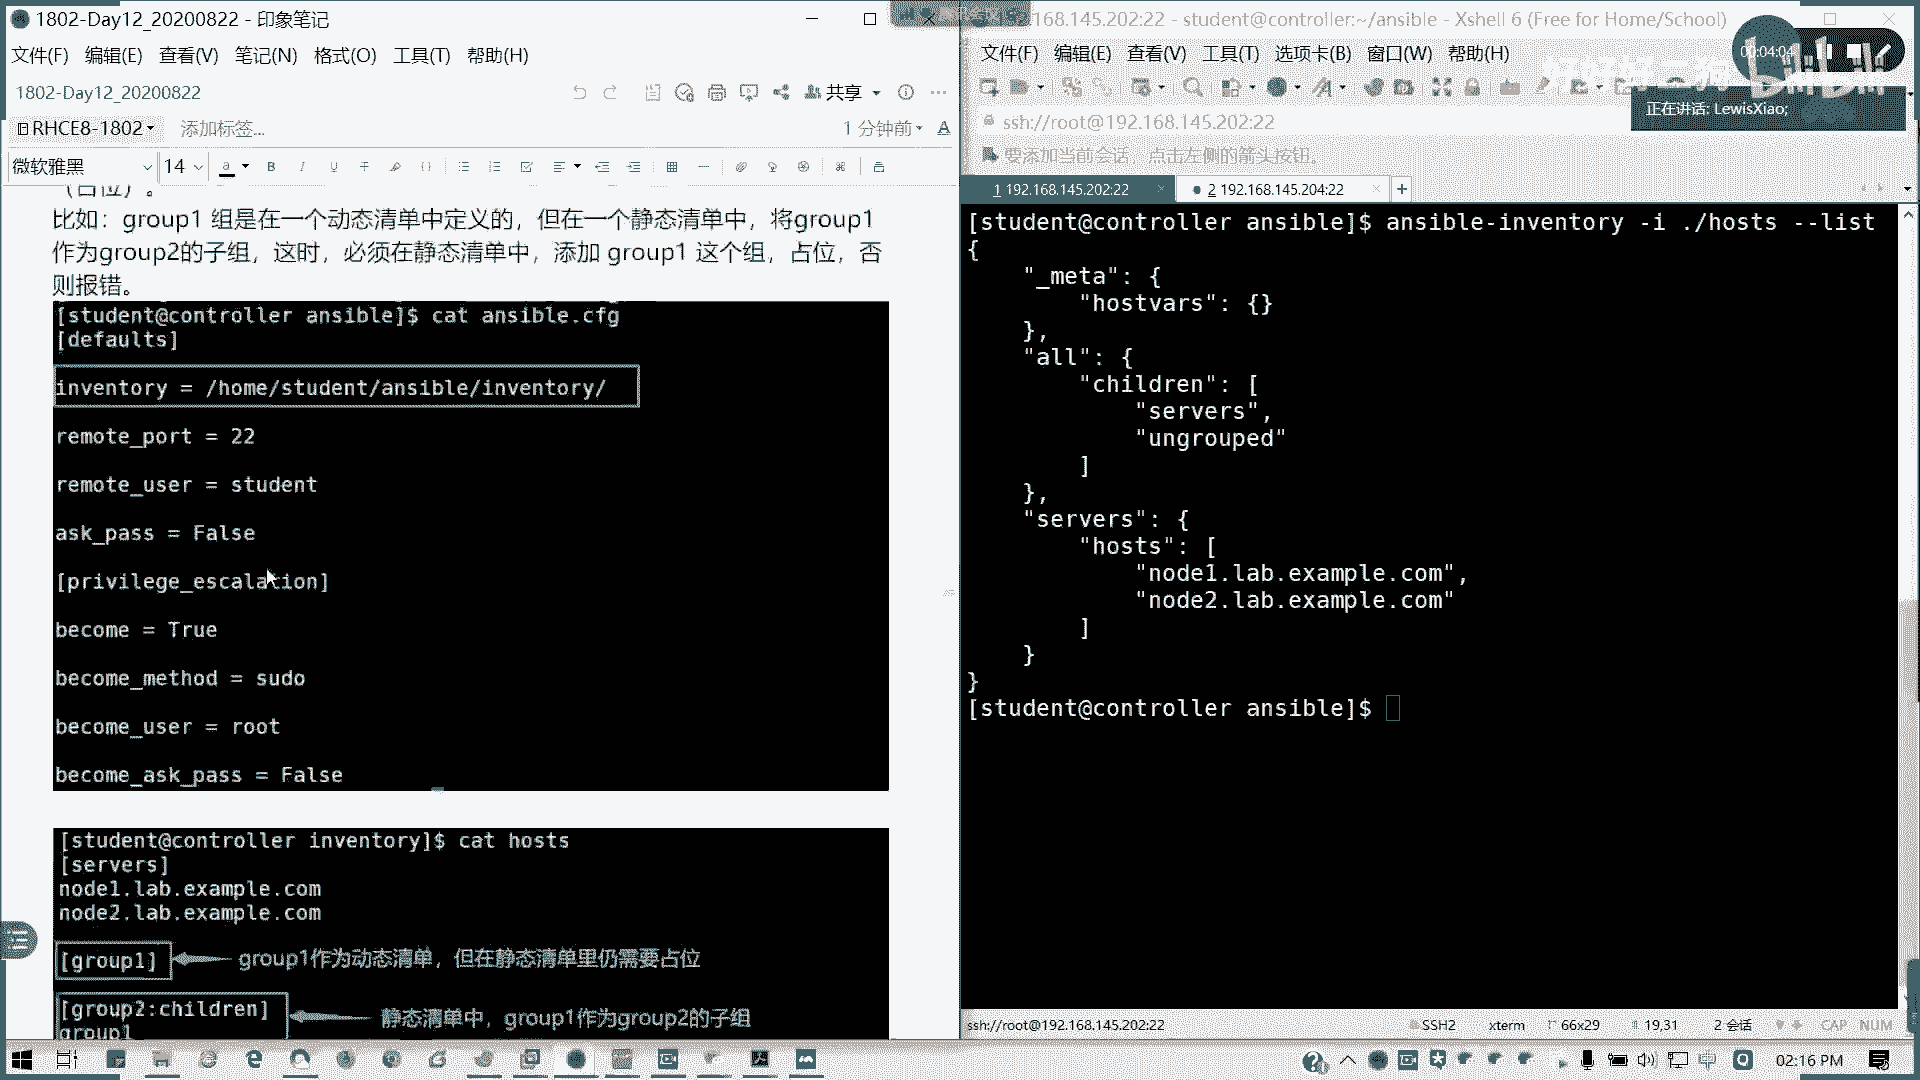 1802-Day12_20200822 - 印象笔记
文件(F) 编辑(E) 查看(V) 笔记(N) 格式(O) 工具(T) 帮助(H)
1802-Day12_20200822
共享
RHCE8-1802
添加标签...
1 分钟前
微软雅黑
14
(占位) 。
比如：group1 组是在一个动态清单中定义的，但在一个静态清单中，将group1
作为group2的子组，这时，必须在静态清单中，添加 group1 这个组，占位，否
则报错。
[student@controller ansible]$ cat ansible.cfg
[defaults]
inventory = /home/student/ansible/inventory/
remote_port = 22
remote_user = student
ask_pass = False
[privilege_escalation]
become = True
become_method = sudo
become_user = root
become_ask_pass = False
[student@controller inventory]$ cat hosts
[servers]
node1.lab.example.com
node2.lab.example.com
[group1]
group1作为动态清单，但在静态清单里仍需要占位
[group2:children]
静态清单中，group1作为group2的子组
group1
168.145.202:22 - student@controller:~/ansible - Xshell 6 (Free for Home/School)
文件(F) 编辑(E) 查看(V) 工具(T) 选项卡(B) 窗口(W) 帮助(H)
00:04:04
正在讲话: LewisXiao;
ssh://root@192.168.145.202:22
要添加当前会话，点击左侧的箭头按钮。
1 192.168.145.202:22
2 192.168.145.204:22
[student@controller ansible]$ ansible-inventory -i ./hosts --list
{
"_meta": {
"hostvars": {}
},
"all": {
"children": [
"servers",
"ungrouped"
]
},
"servers": {
"hosts": [
"node1.lab.example.com",
"node2.lab.example.com"
]
}
}
[student@controller ansible]$
ssh://root@192.168.145.202:22
SSH2
xterm
66x29
19,31
2 会话
CAP NUM
中
02:16 PM